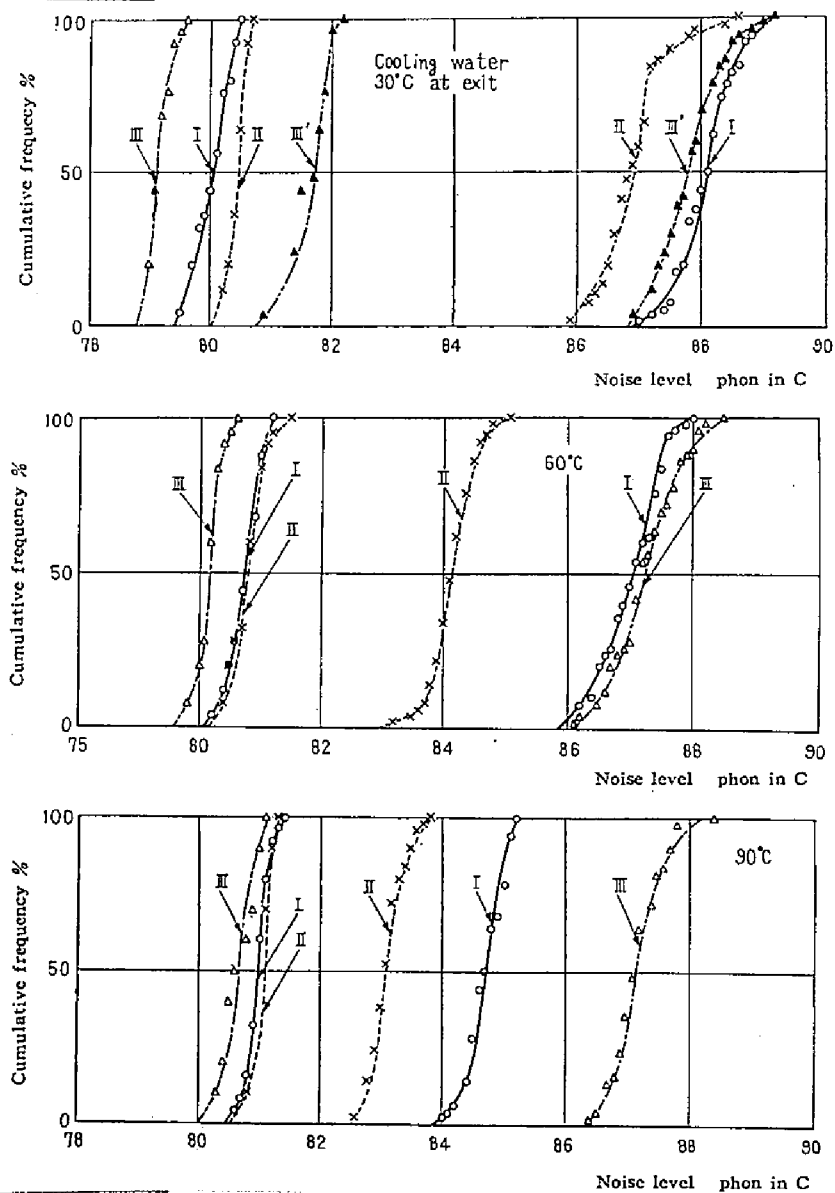 100
50
0
Cumulative frequecy %
Cooling water
30°C at exit
III I II III'
II III' I
78 80 82 84 86 88 90
Noise level phon in C
100
50
0
Cumulative frequency %
60°C
III I II
II
I III
75 80 82 84 86 88 90
Noise level phon in C
100
50
0
Cumulative frequency %
90°C
III I II
II I III
78 80 82 84 86 88 90
Noise level phon in C